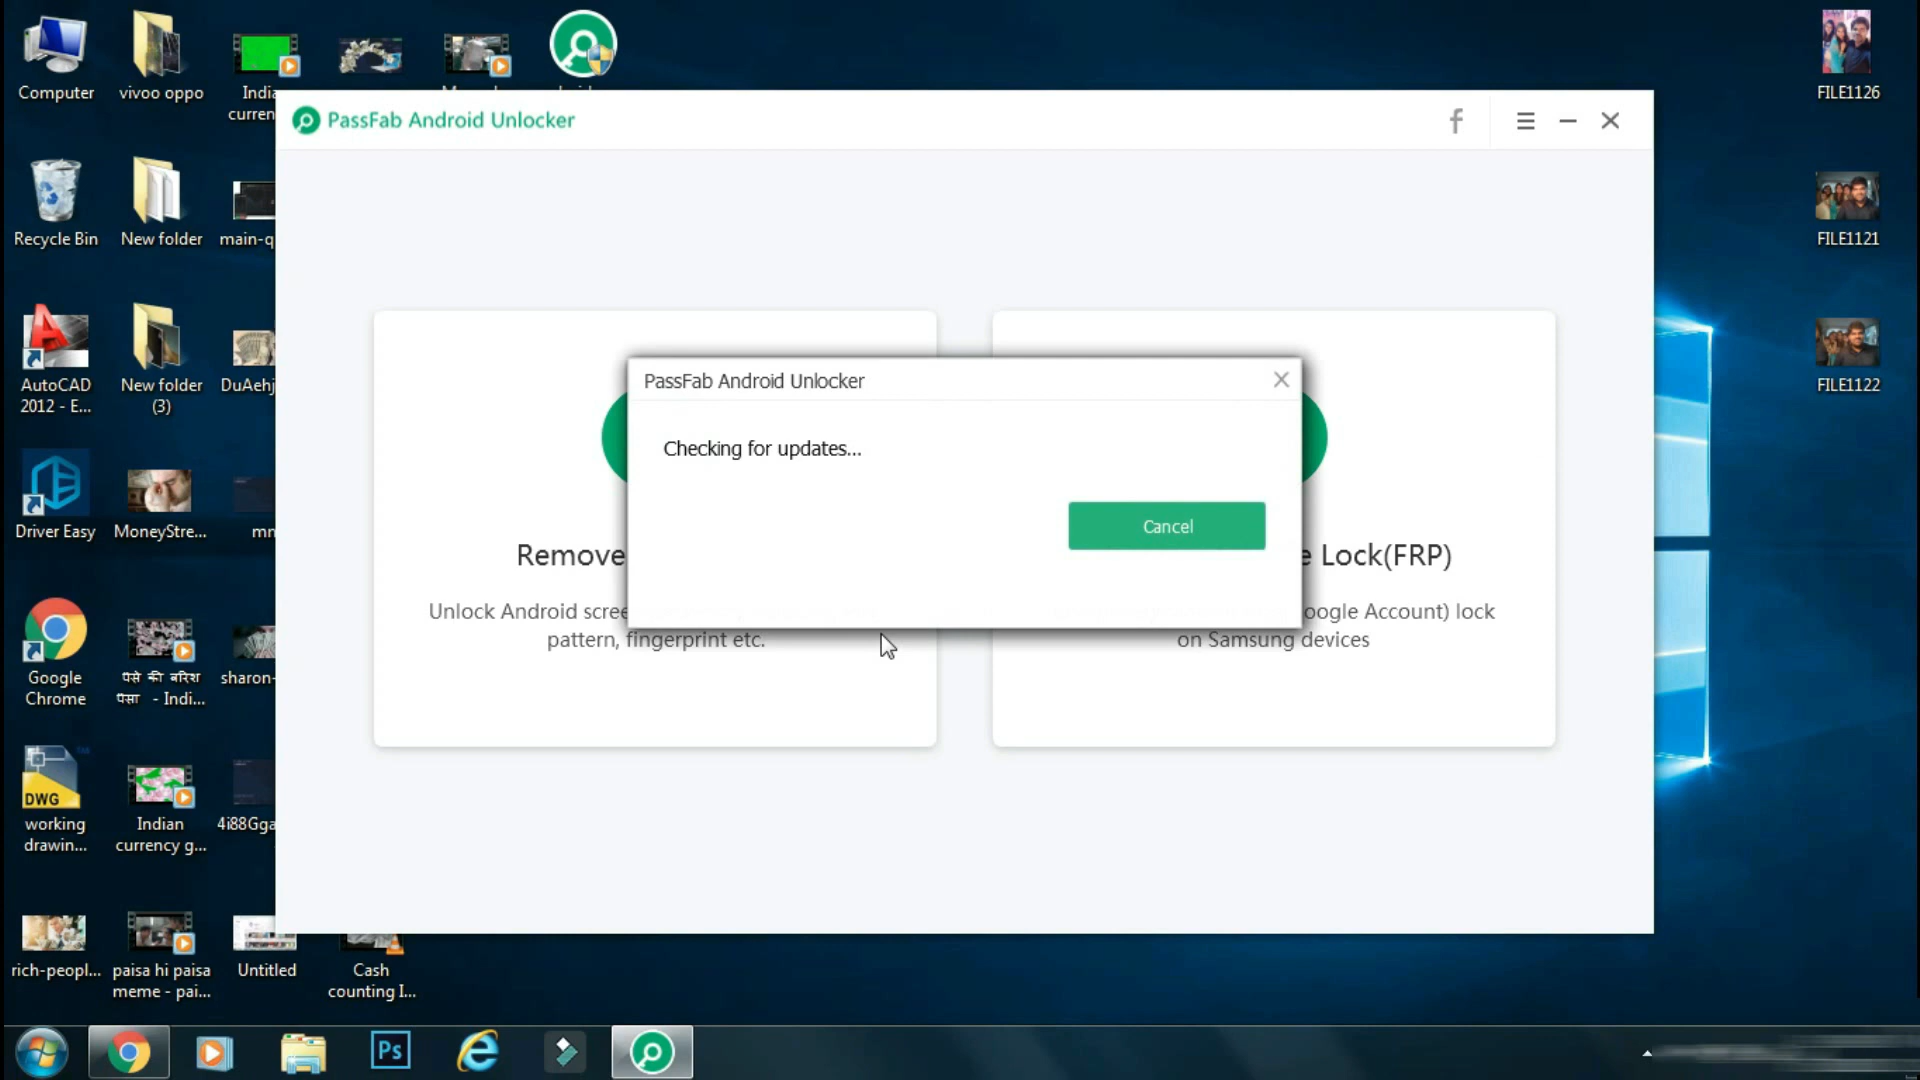 Computer
vivoo oppo
India
curren
FILE1126
PassFab Android Unlocker
Recycle Bin
New folder
main-q
FILE1121
AutoCAD
2012 - E...
New folder
(3)
DuAehj
FILE1122
PassFab Android Unlocker
Checking for updates...
Cancel
Driver Easy
MoneyStre...
mn
Remove
e Lock(FRP)
Unlock Android scree
pattern, fingerprint etc.
oogle Account) lock
on Samsung devices
Google
Chrome
पैसे की बारिश
पैसा - Indi...
sharon-
DWG
working
drawin...
Indian
currency g...
4i88Gga
rich-peopl...
paisa hi paisa
meme - pai...
Untitled
Cash
counting I...
Ps